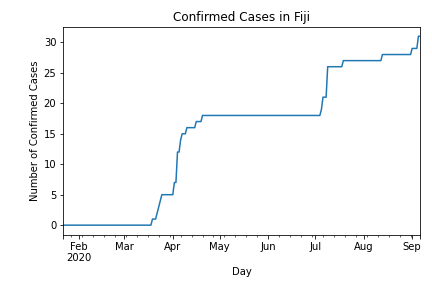 Confirmed Cases in Fiji
Number of Confirmed Cases
30
25
20
15
10
5
0
Feb Mar Apr May Jun Jul Aug Sep
2020
Day